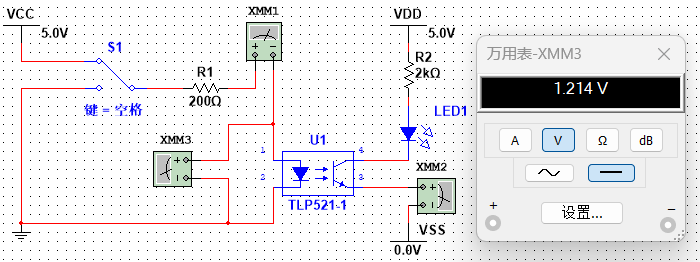 VCC
5.0V
S1
键 = 空格
R1
200Ω
XMM1
+ −
VDD
5.0V
R2
2kΩ
LED1
XMM3
+
−
U1
1
2
4
3
TLP521-1
XMM2
+
−
VSS
0.0V
万用表-XMM3
1.214 V
A V Ω dB
设置...
+ −